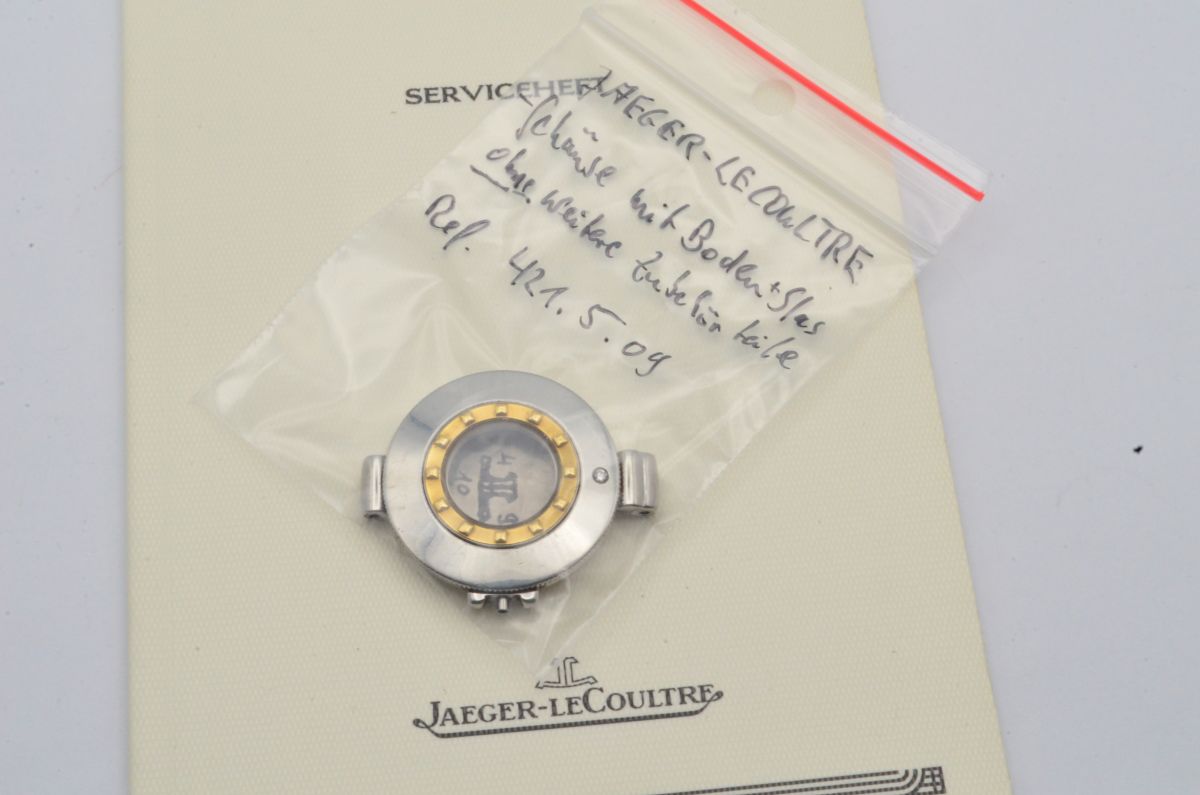 SERVICEHEFT
JAEGER-LECOULTRE
Gehäuse mit Boden + Glas
ohne weitere Zubehörteile
Ref. 421.5.09
JAEGER-LECOULTRE